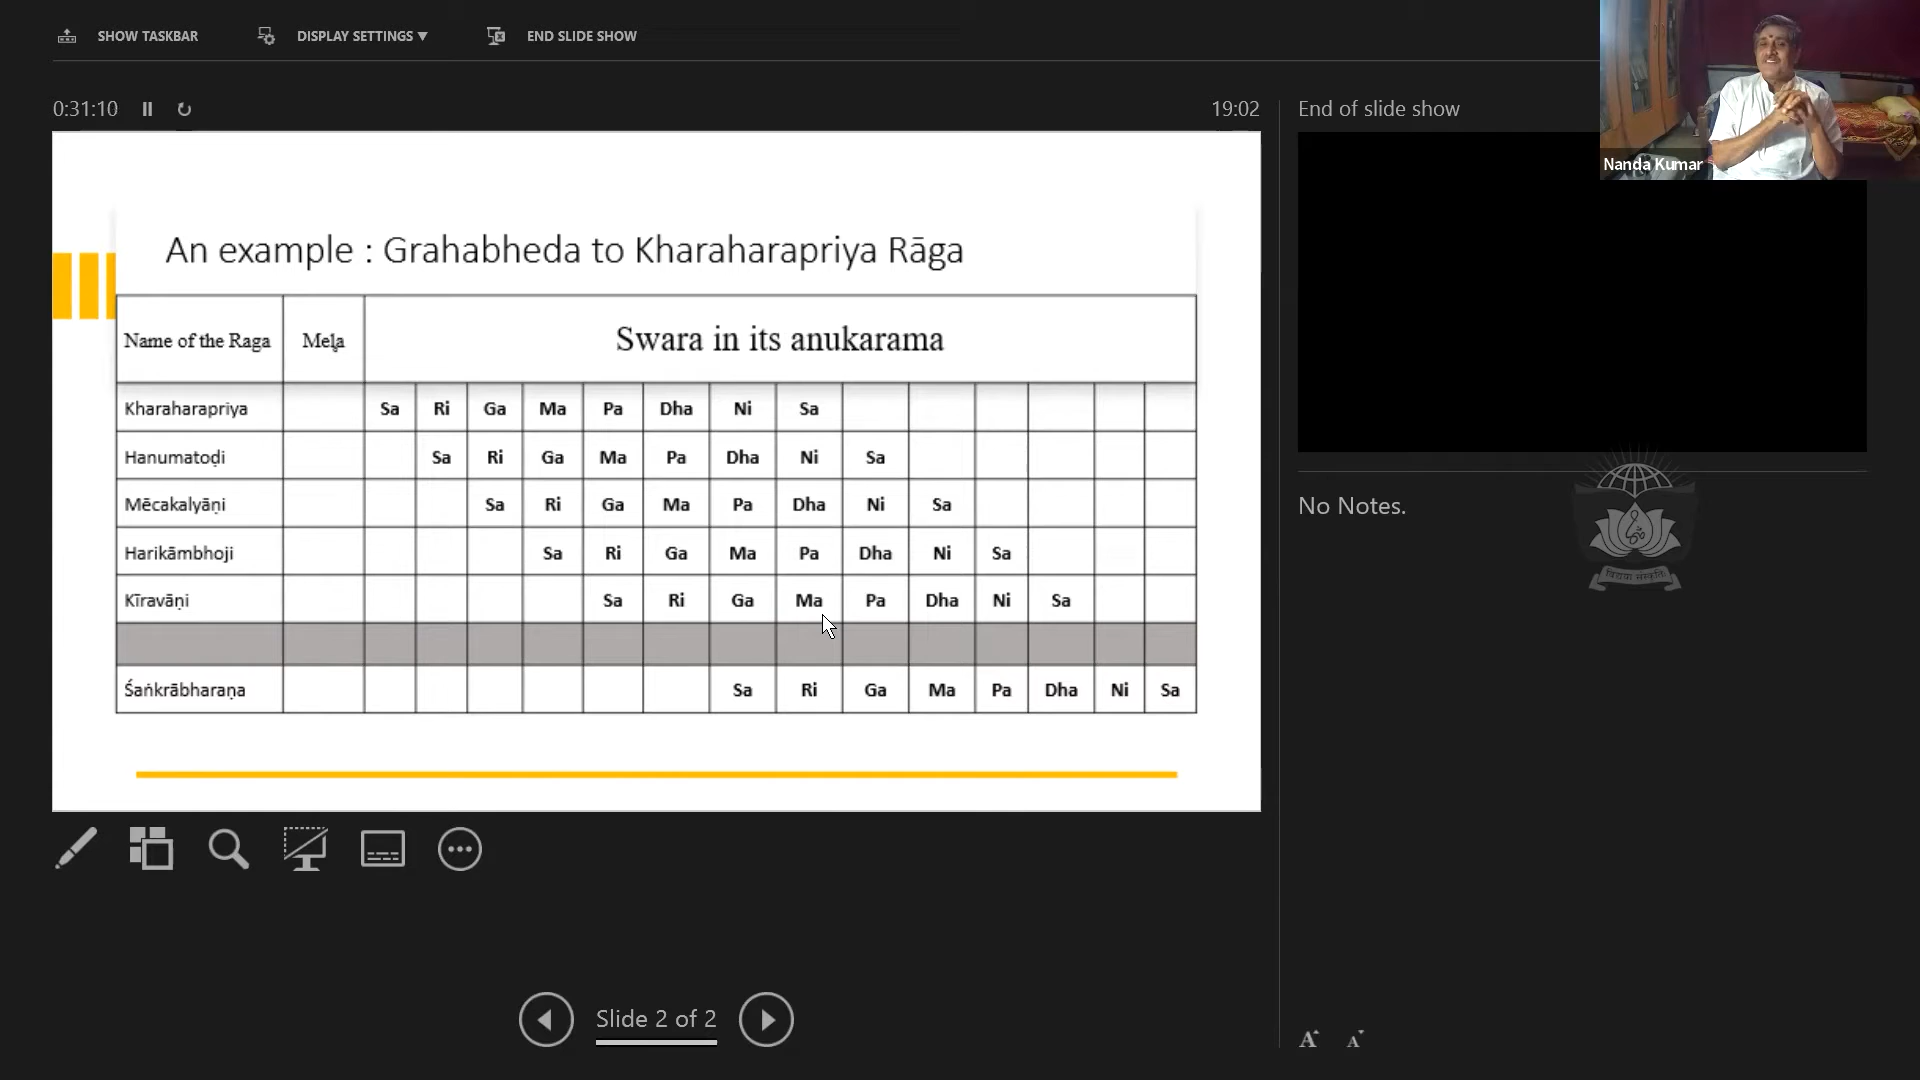 SHOW TASKBAR DISPLAY SETTINGS ▼ END SLIDE SHOW
0:31:10 19:02 End of slide show
Nanda Kumar
An example : Grahabheda to Kharaharapriya Rāga
Name of the Raga Meḷa Swara in its anukarama
Kharaharapriya Sa Ri Ga Ma Pa Dha Ni Sa
Hanumatoḍi Sa Ri Ga Ma Pa Dha Ni Sa
Mēcakalyāṇi Sa Ri Ga Ma Pa Dha Ni Sa
Harikāmbhoji Sa Ri Ga Ma Pa Dha Ni Sa
Kīravāṇi Sa Ri Ga Ma Pa Dha Ni Sa
Śaṅkrābharaṇa Sa Ri Ga Ma Pa Dha Ni Sa
No Notes.
Slide 2 of 2
A A